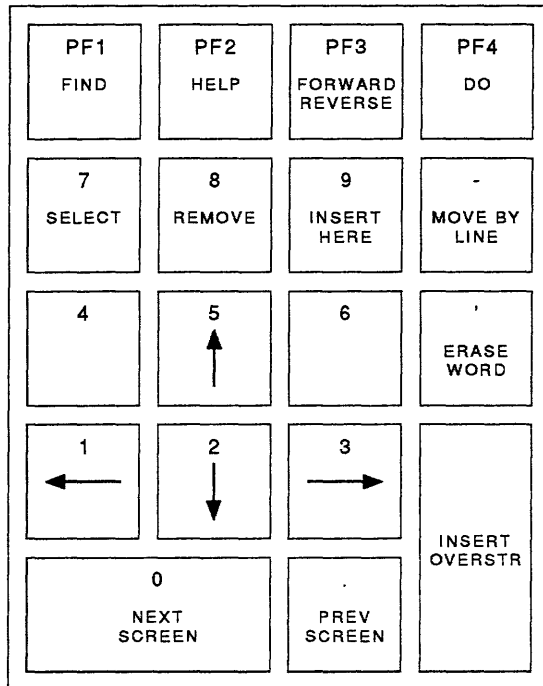 PF1
FIND
PF2
HELP
PF3
FORWARD
REVERSE
PF4
DO
7
SELECT
8
REMOVE
9
INSERT
HERE
-
MOVE BY
LINE
4
5
6
'
ERASE
WORD
1
2
3
INSERT
OVERSTR
0
NEXT
SCREEN
.
PREV
SCREEN